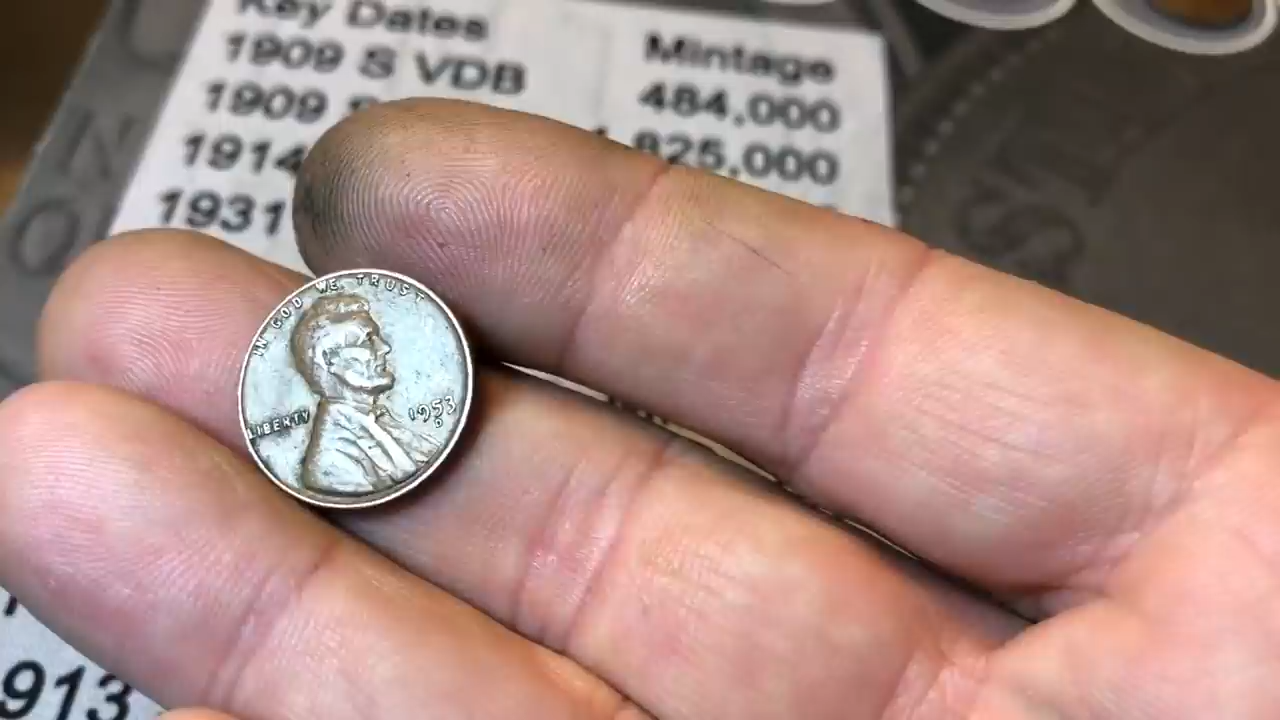 Key Dates Mintage
1909 S VDB 484,000
1909
1914 825,000
1931
IN GOD WE TRUST
LIBERTY
1953
D
913